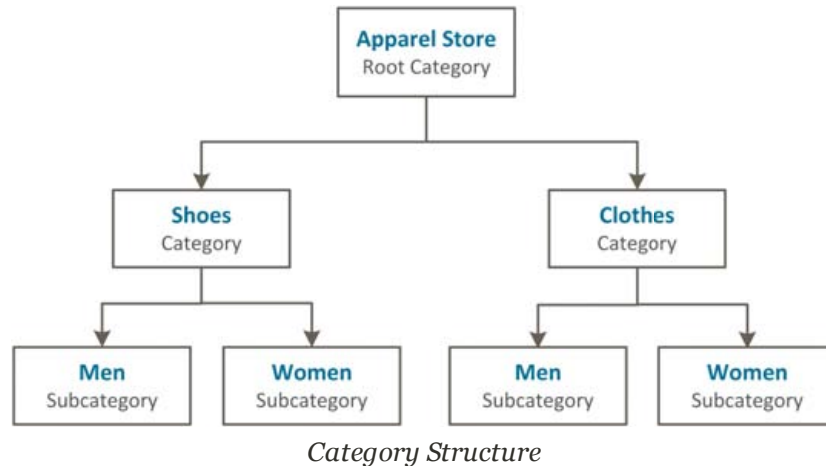 Apparel Store
Root Category
Shoes
Category
Clothes
Category
Men
Subcategory
Women
Subcategory
Men
Subcategory
Women
Subcategory
Category Structure